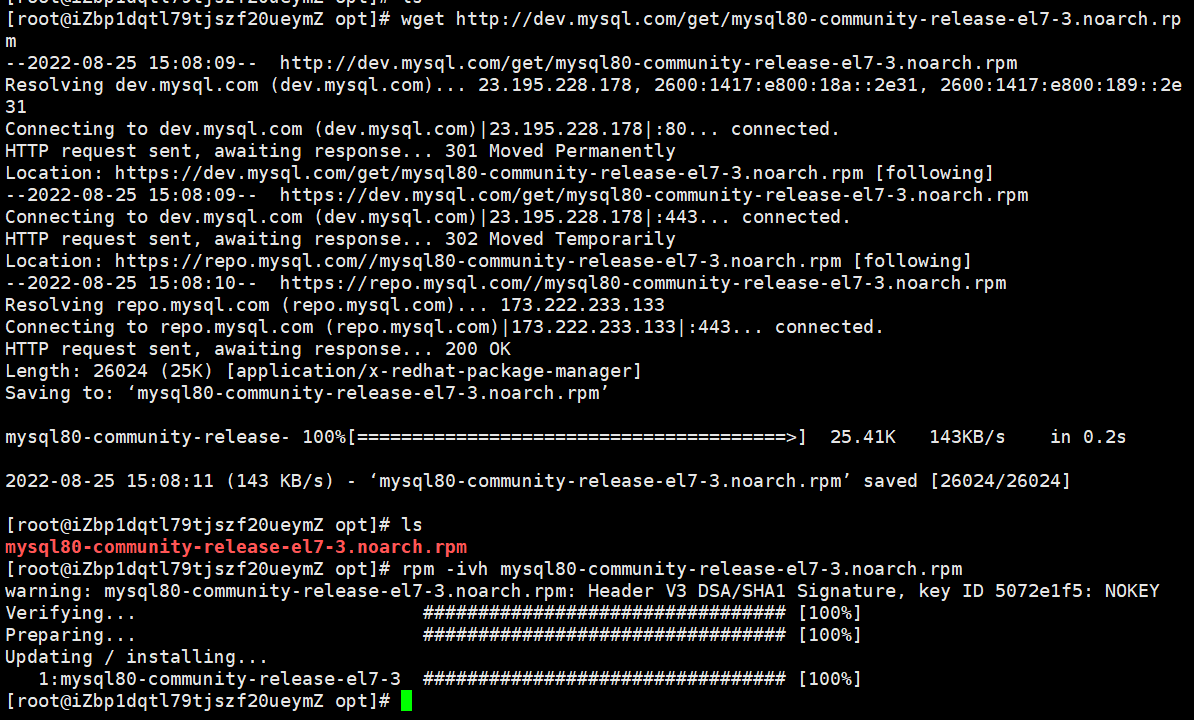 [root@iZbp1dqtl79tjszf20ueymZ opt]# ls
[root@iZbp1dqtl79tjszf20ueymZ opt]# wget http://dev.mysql.com/get/mysql80-community-release-el7-3.noarch.rp
m
--2022-08-25 15:08:09--  http://dev.mysql.com/get/mysql80-community-release-el7-3.noarch.rpm
Resolving dev.mysql.com (dev.mysql.com)... 23.195.228.178, 2600:1417:e800:18a::2e31, 2600:1417:e800:189::2e
31
Connecting to dev.mysql.com (dev.mysql.com)|23.195.228.178|:80... connected.
HTTP request sent, awaiting response... 301 Moved Permanently
Location: https://dev.mysql.com/get/mysql80-community-release-el7-3.noarch.rpm [following]
--2022-08-25 15:08:09--  https://dev.mysql.com/get/mysql80-community-release-el7-3.noarch.rpm
Connecting to dev.mysql.com (dev.mysql.com)|23.195.228.178|:443... connected.
HTTP request sent, awaiting response... 302 Moved Temporarily
Location: https://repo.mysql.com//mysql80-community-release-el7-3.noarch.rpm [following]
--2022-08-25 15:08:10--  https://repo.mysql.com//mysql80-community-release-el7-3.noarch.rpm
Resolving repo.mysql.com (repo.mysql.com)... 173.222.233.133
Connecting to repo.mysql.com (repo.mysql.com)|173.222.233.133|:443... connected.
HTTP request sent, awaiting response... 200 OK
Length: 26024 (25K) [application/x-redhat-package-manager]
Saving to: ‘mysql80-community-release-el7-3.noarch.rpm’
mysql80-community-release- 100%[=======================================>]  25.41K   143KB/s    in 0.2s
2022-08-25 15:08:11 (143 KB/s) - ‘mysql80-community-release-el7-3.noarch.rpm’ saved [26024/26024]
[root@iZbp1dqtl79tjszf20ueymZ opt]# ls
mysql80-community-release-el7-3.noarch.rpm
[root@iZbp1dqtl79tjszf20ueymZ opt]# rpm -ivh mysql80-community-release-el7-3.noarch.rpm
warning: mysql80-community-release-el7-3.noarch.rpm: Header V3 DSA/SHA1 Signature, key ID 5072e1f5: NOKEY
Verifying...                          ################################# [100%]
Preparing...                          ################################# [100%]
Updating / installing...
   1:mysql80-community-release-el7-3  ################################# [100%]
[root@iZbp1dqtl79tjszf20ueymZ opt]#